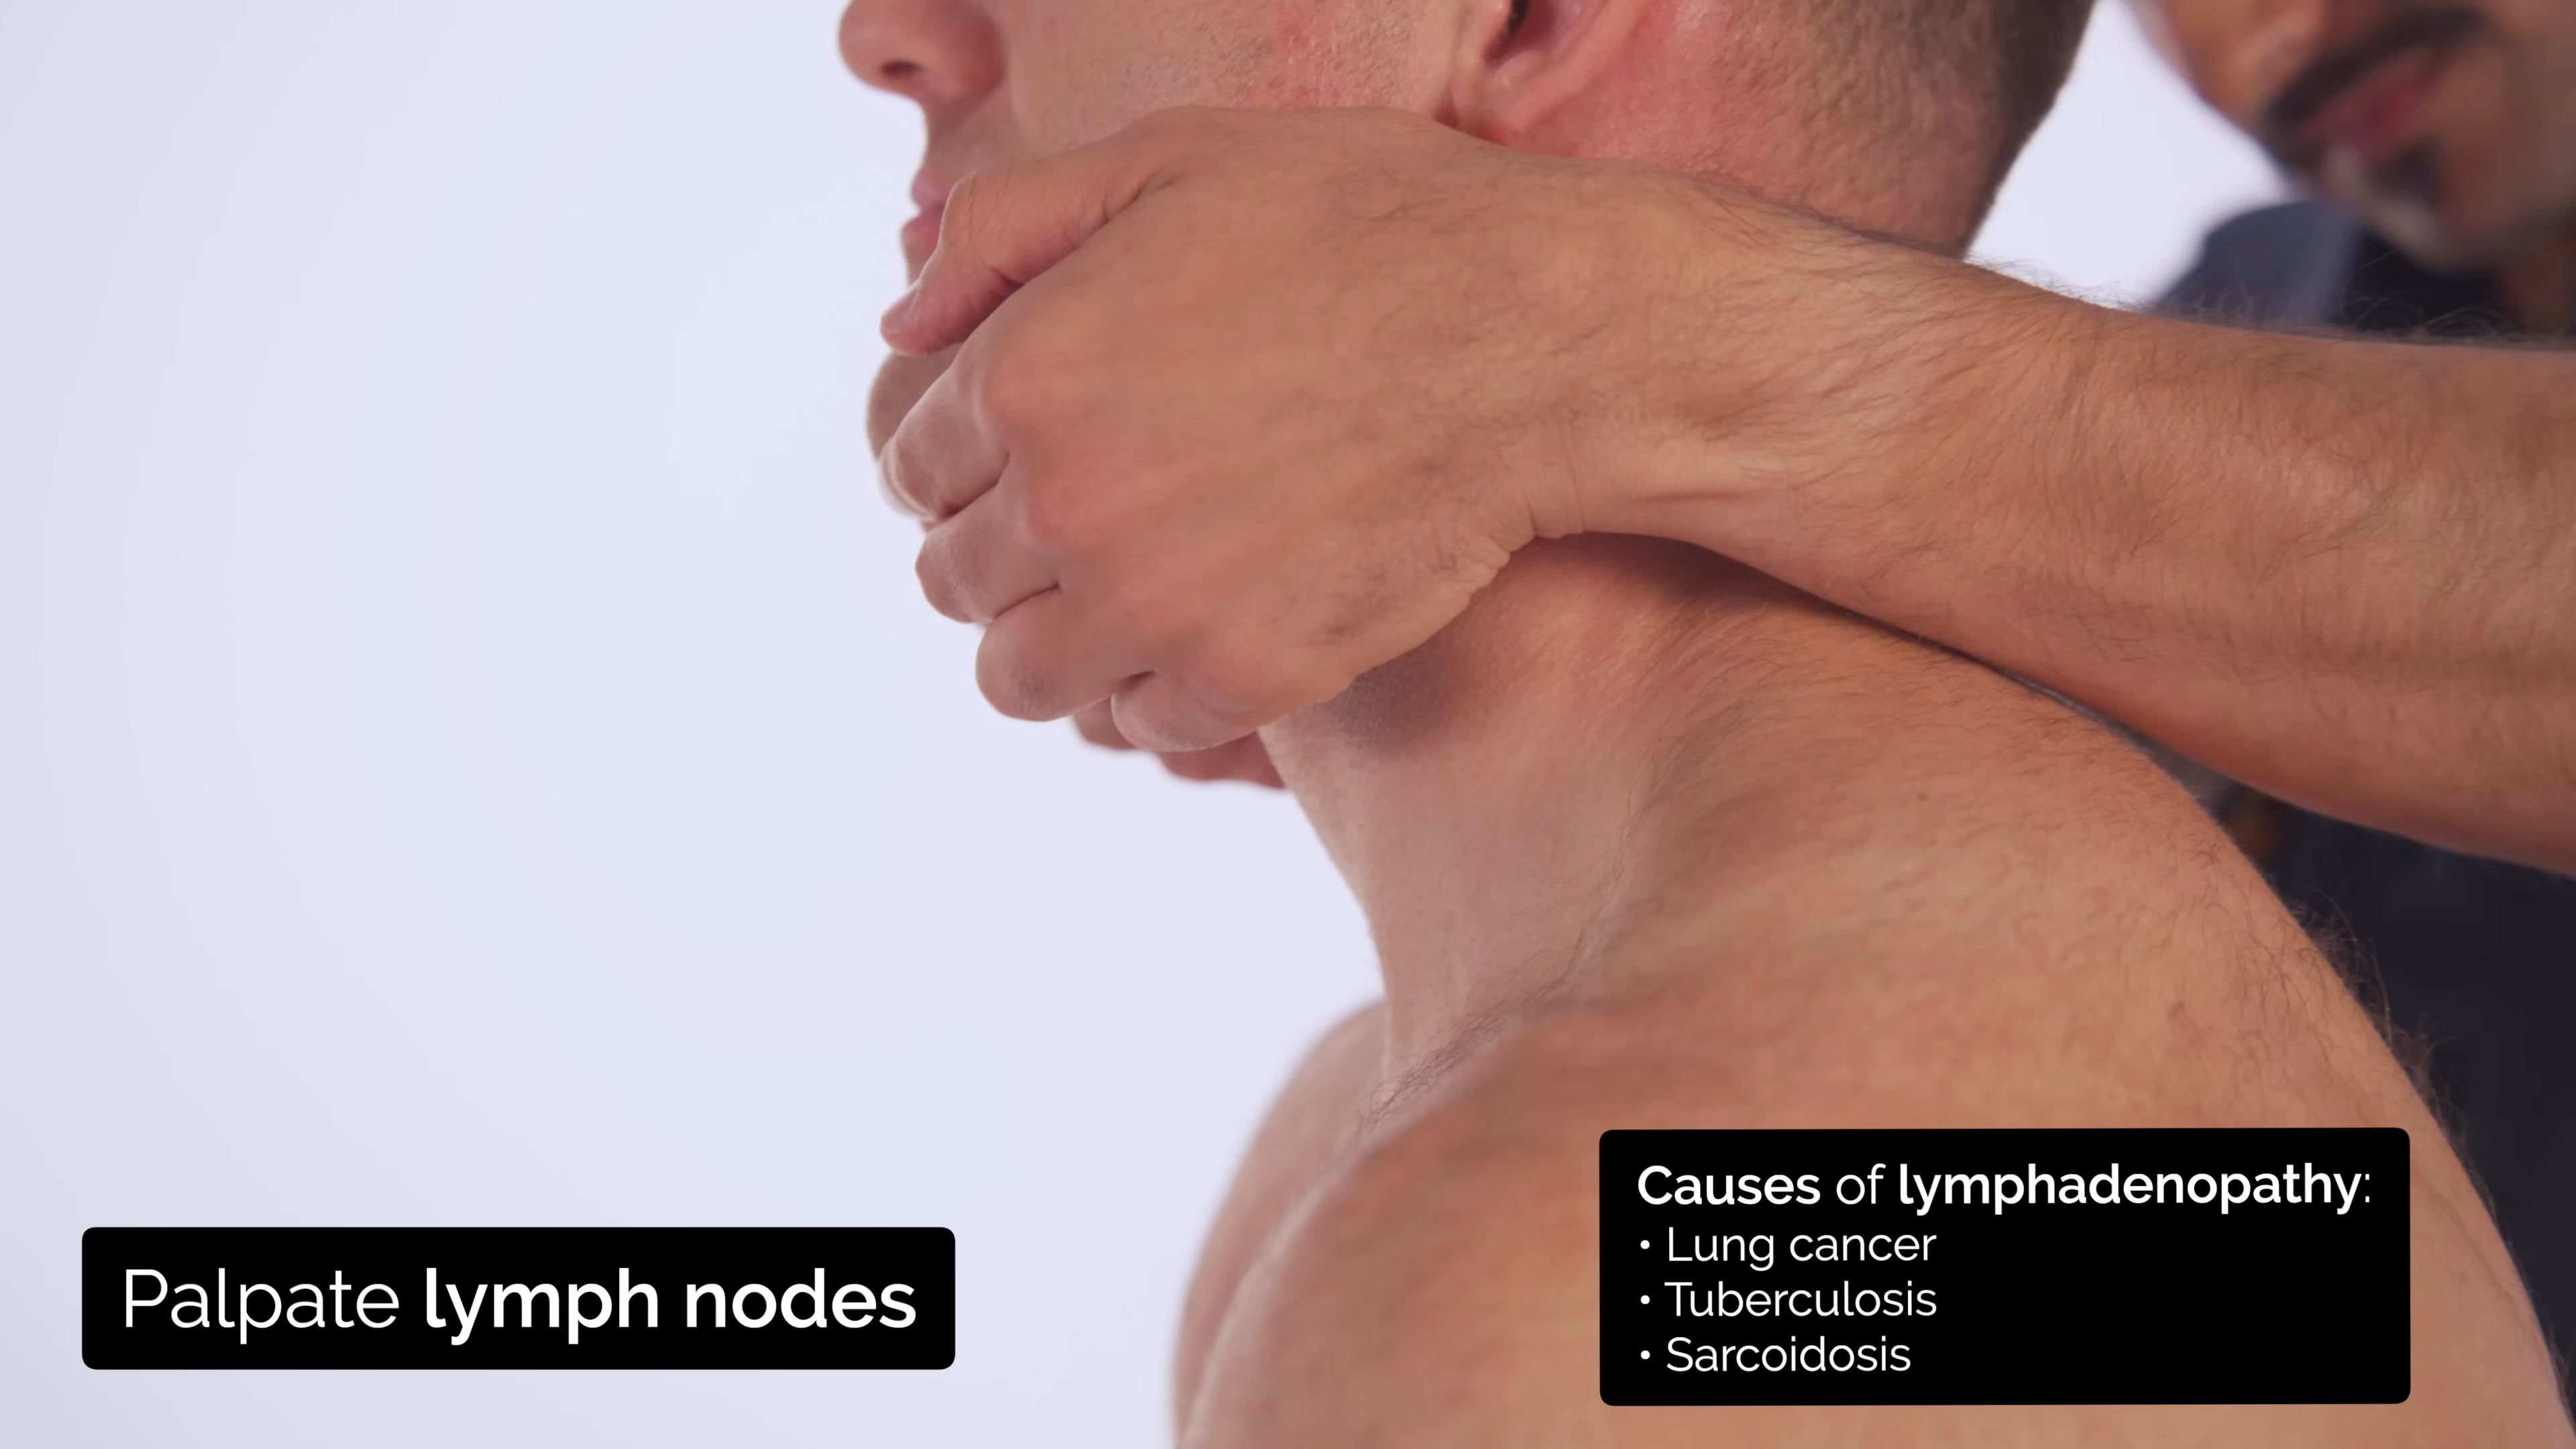 Palpate lymph nodes
Causes of lymphadenopathy:
• Lung cancer
• Tuberculosis
• Sarcoidosis